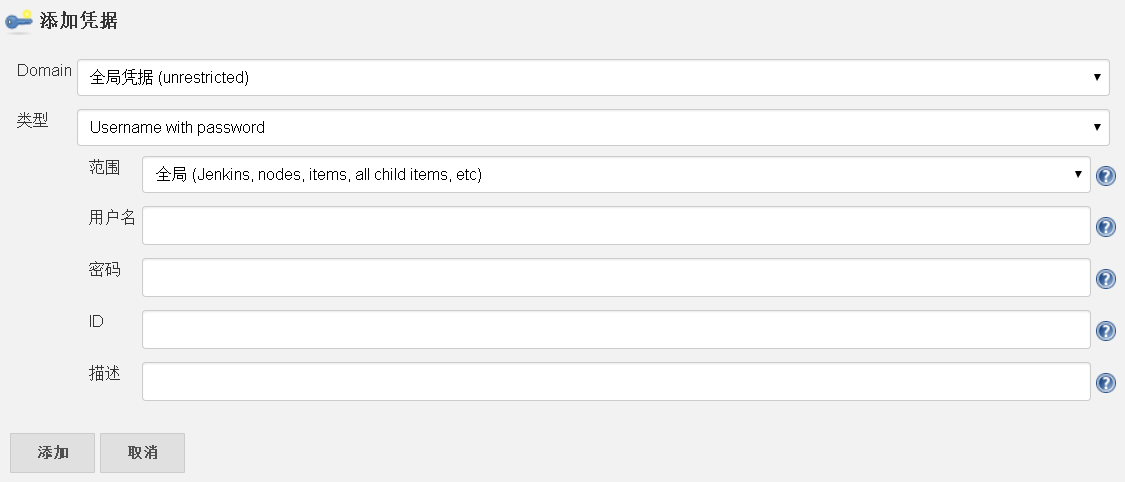 添加凭据
Domain 全局凭据 (unrestricted)
类型 Username with password
范围 全局 (Jenkins, nodes, items, all child items, etc)
用户名
密码
ID
描述
添加 取消